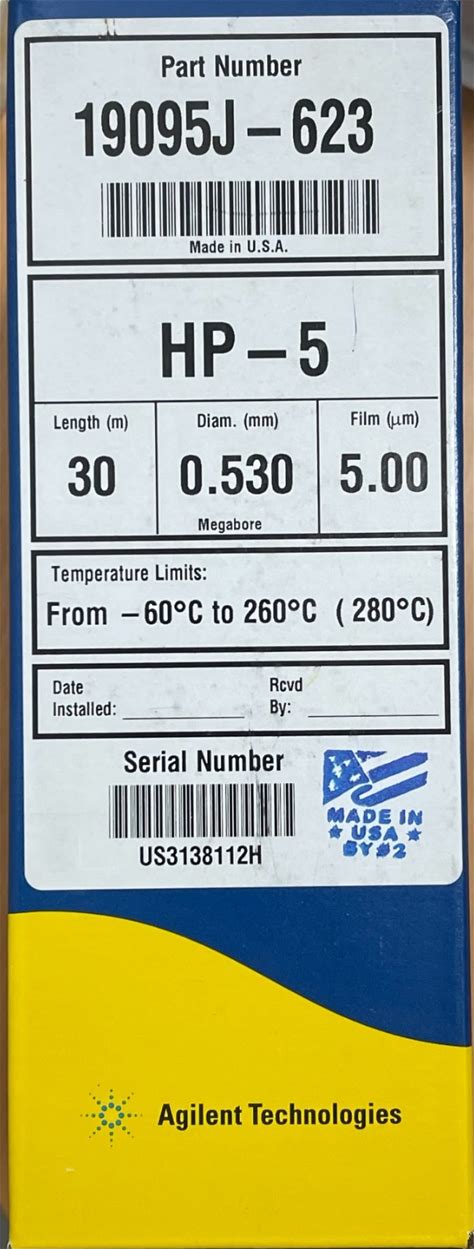 Part Number
19095J – 623
Made in U.S.A.
HP – 5
Length (m) Diam. (mm) Film (μm)
30 0.530 5.00
Megabore
Temperature Limits:
From –60°C to 260°C (280°C)
Date Installed: Rcvd By:
Serial Number
US3138112H
MADE IN
★ USA ★
BY #2
Agilent Technologies